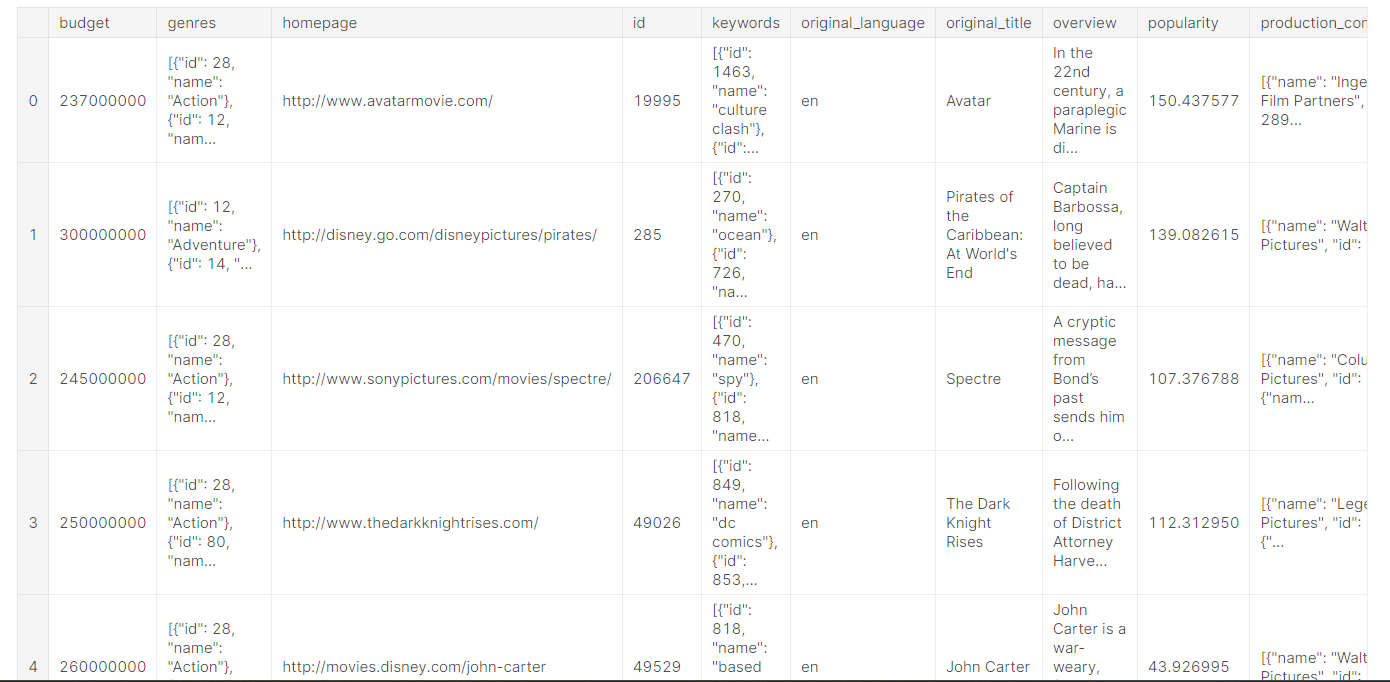 budget genres homepage id keywords original_language original_title overview popularity production_con
0 237000000 [{"id": 28, "name": "Action"}, {"id": 12, "nam... http://www.avatarmovie.com/ 19995 [{"id": 1463, "name": "culture clash"}, {"id":... en Avatar In the 22nd century, a paraplegic Marine is di... 150.437577 [{"name": "Inge Film Partners", 289...
1 300000000 [{"id": 12, "name": "Adventure"}, {"id": 14, "... http://disney.go.com/disneypictures/pirates/ 285 [{"id": 270, "name": "ocean"}, {"id": 726, "na... en Pirates of the Caribbean: At World's End Captain Barbossa, long believed to be dead, ha... 139.082615 [{"name": "Walt Pictures", "id":
2 245000000 [{"id": 28, "name": "Action"}, {"id": 12, "nam... http://www.sonypictures.com/movies/spectre/ 206647 [{"id": 470, "name": "spy"}, {"id": 818, "name... en Spectre A cryptic message from Bond’s past sends him o... 107.376788 [{"name": "Colu Pictures", "id": {"nam...
3 250000000 [{"id": 28, "name": "Action"}, {"id": 80, "nam... http://www.thedarkknightrises.com/ 49026 [{"id": 849, "name": "dc comics"}, {"id": 853,... en The Dark Knight Rises Following the death of District Attorney Harve... 112.312950 [{"name": "Lege Pictures", "id": {"...
4 260000000 [{"id": 28, "name": "Action"}, http://movies.disney.com/john-carter 49529 [{"id": 818, "name": "based en John Carter John Carter is a war-weary, 43.926995 [{"name": "Walt Pictures", "id":